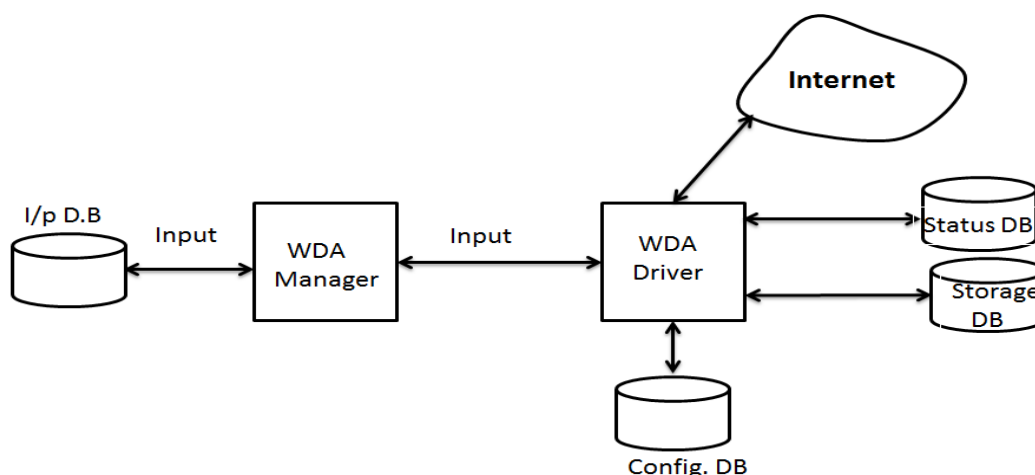 Internet
I/p D.B
Input
WDA
Manager
Input
WDA
Driver
Status DB
Storage
DB
Config. DB